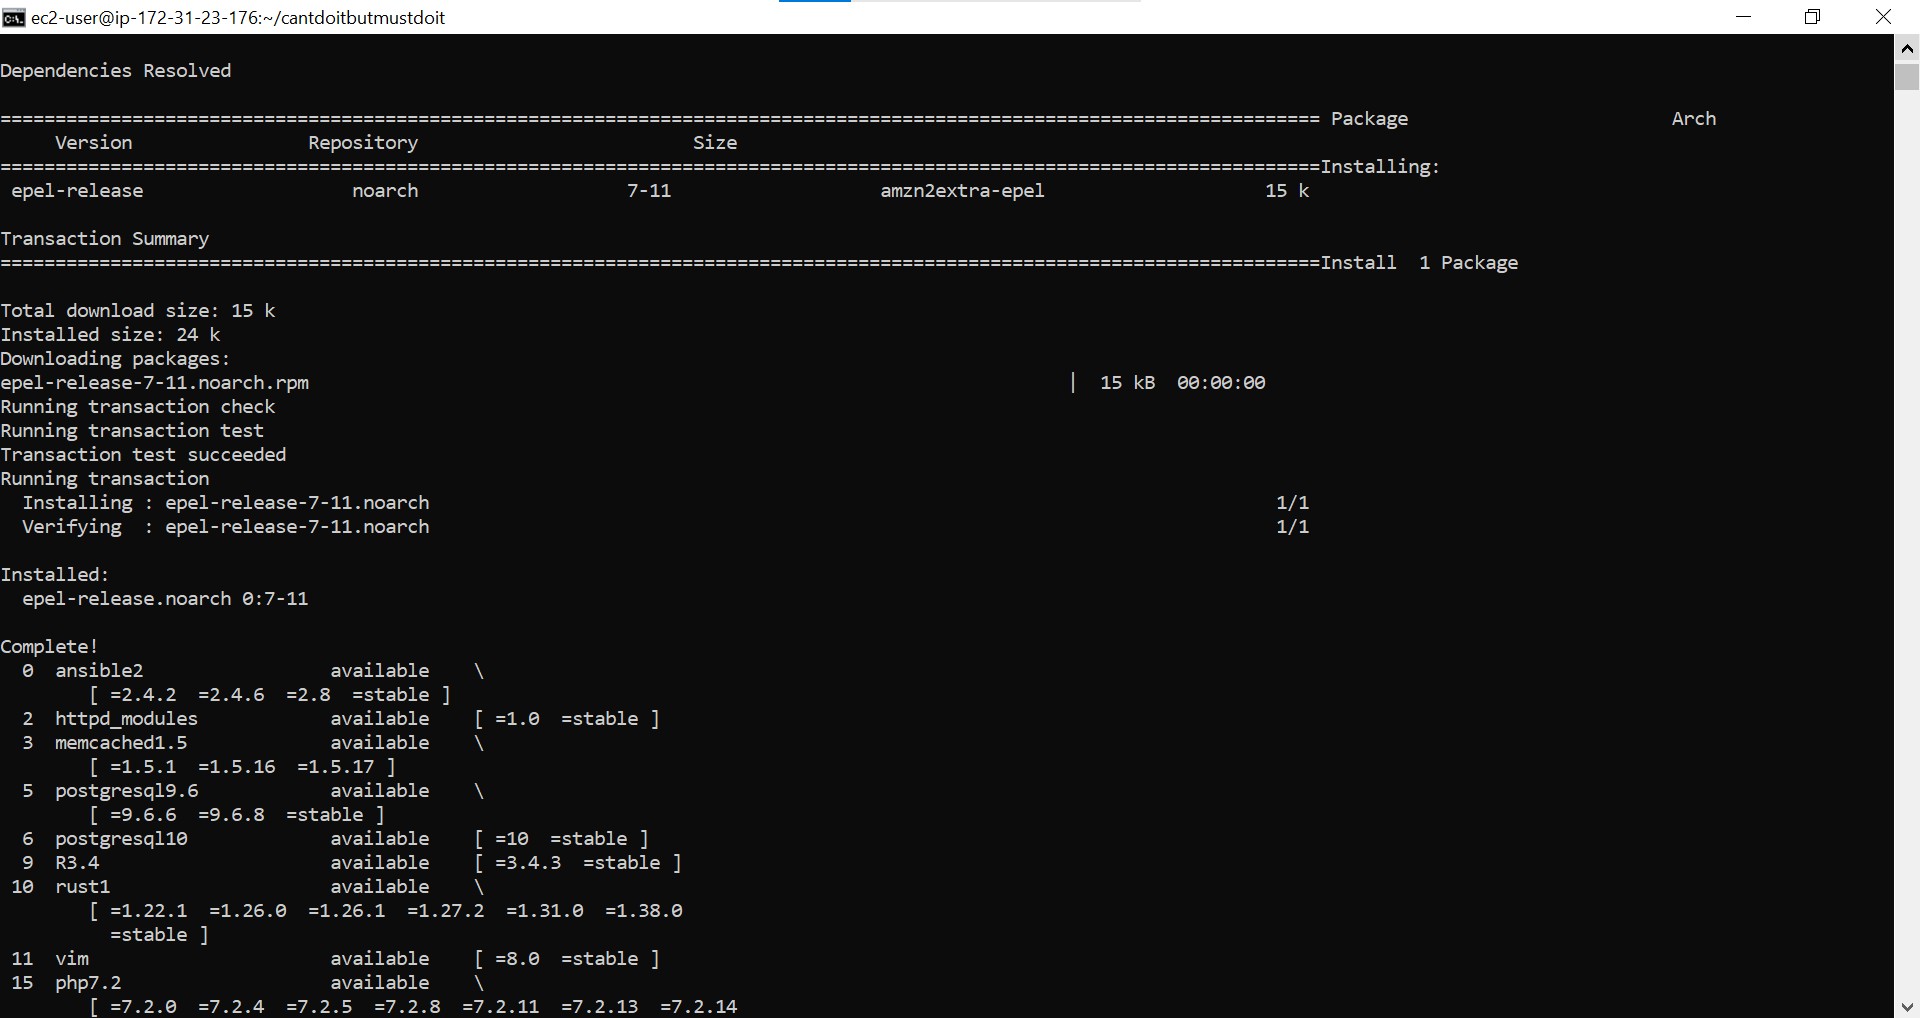 ec2-user@ip-172-31-23-176:~/cantdoitbutmustdoit
Dependencies Resolved
======================================================================================================================== Package                        Arch
     Version                Repository                         Size
========================================================================================================================Installing:
 epel-release                   noarch                   7-11                   amzn2extra-epel                    15 k
Transaction Summary
========================================================================================================================Install  1 Package
Total download size: 15 k
Installed size: 24 k
Downloading packages:
epel-release-7-11.noarch.rpm                                                                     |  15 kB  00:00:00
Running transaction check
Running transaction test
Transaction test succeeded
Running transaction
  Installing : epel-release-7-11.noarch                                                                             1/1
  Verifying  : epel-release-7-11.noarch                                                                             1/1
Installed:
  epel-release.noarch 0:7-11
Complete!
  0  ansible2                 available    \
        [ =2.4.2  =2.4.6  =2.8  =stable ]
  2  httpd_modules            available    [ =1.0  =stable ]
  3  memcached1.5             available    \
        [ =1.5.1  =1.5.16  =1.5.17 ]
  5  postgresql9.6            available    \
        [ =9.6.6  =9.6.8  =stable ]
  6  postgresql10             available    [ =10  =stable ]
  9  R3.4                     available    [ =3.4.3  =stable ]
 10  rust1                    available    \
        [ =1.22.1  =1.26.0  =1.26.1  =1.27.2  =1.31.0  =1.38.0
          =stable ]
 11  vim                      available    [ =8.0  =stable ]
 15  php7.2                   available    \
        [ =7.2.0  =7.2.4  =7.2.5  =7.2.8  =7.2.11  =7.2.13  =7.2.14